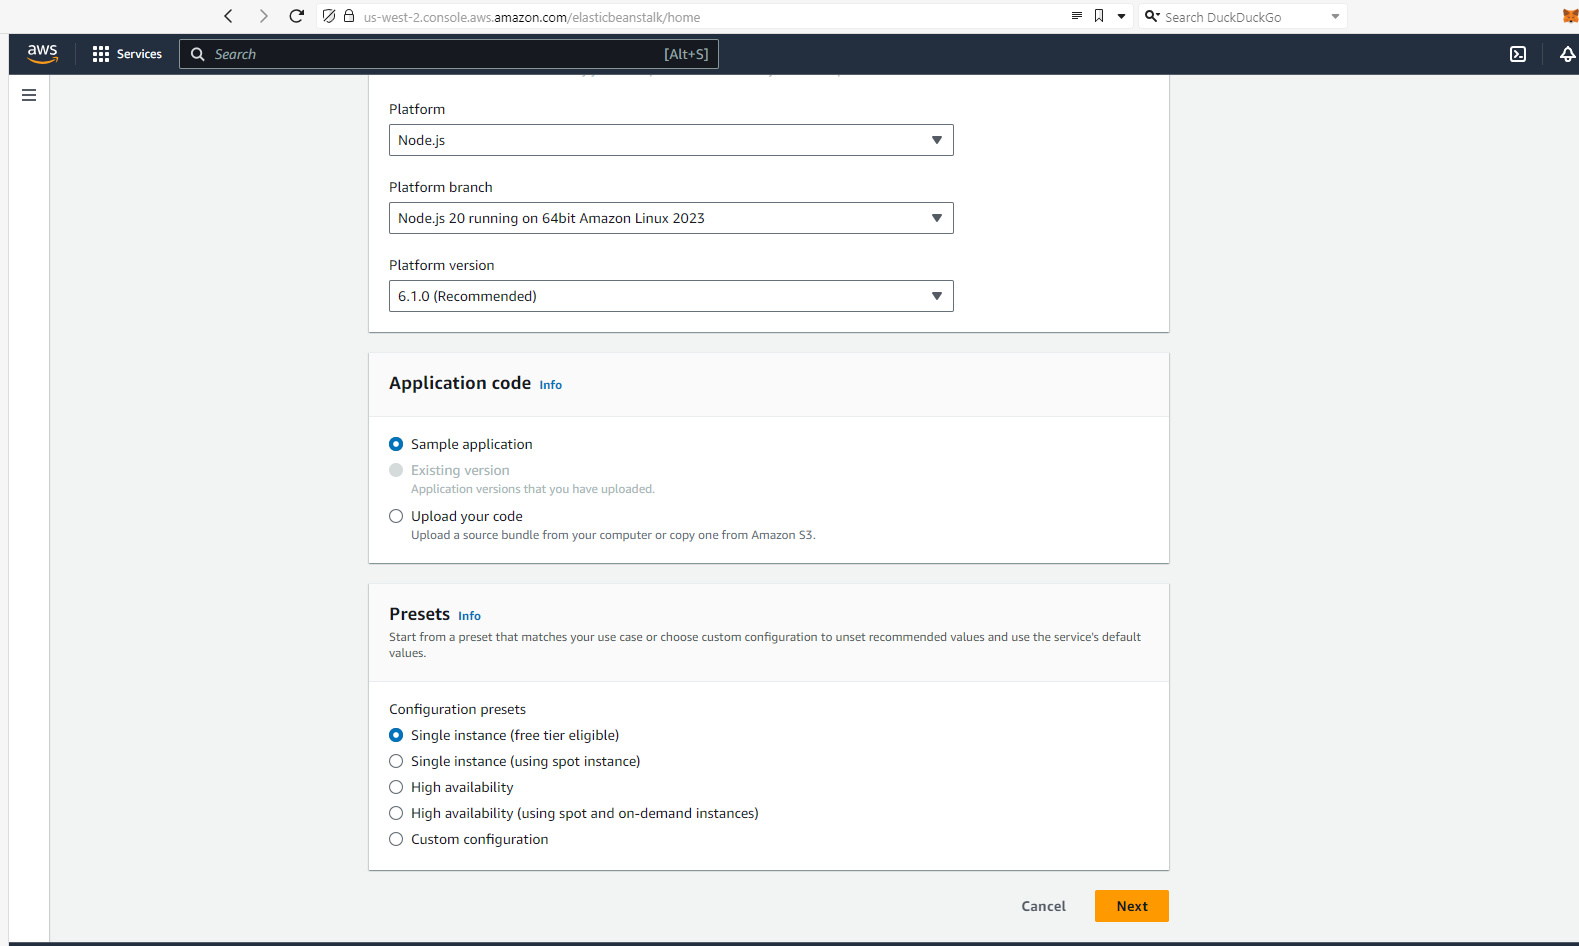 us-west-2.console.aws.amazon.com/elasticbeanstalk/home
Search DuckDuckGo
aws
Services
Search
[Alt+S]
Platform
Node.js
Platform branch
Node.js 20 running on 64bit Amazon Linux 2023
Platform version
6.1.0 (Recommended)
Application code Info
Sample application
Existing version
Application versions that you have uploaded.
Upload your code
Upload a source bundle from your computer or copy one from Amazon S3.
Presets Info
Start from a preset that matches your use case or choose custom configuration to unset recommended values and use the service's default
values.
Configuration presets
Single instance (free tier eligible)
Single instance (using spot instance)
High availability
High availability (using spot and on-demand instances)
Custom configuration
Cancel
Next